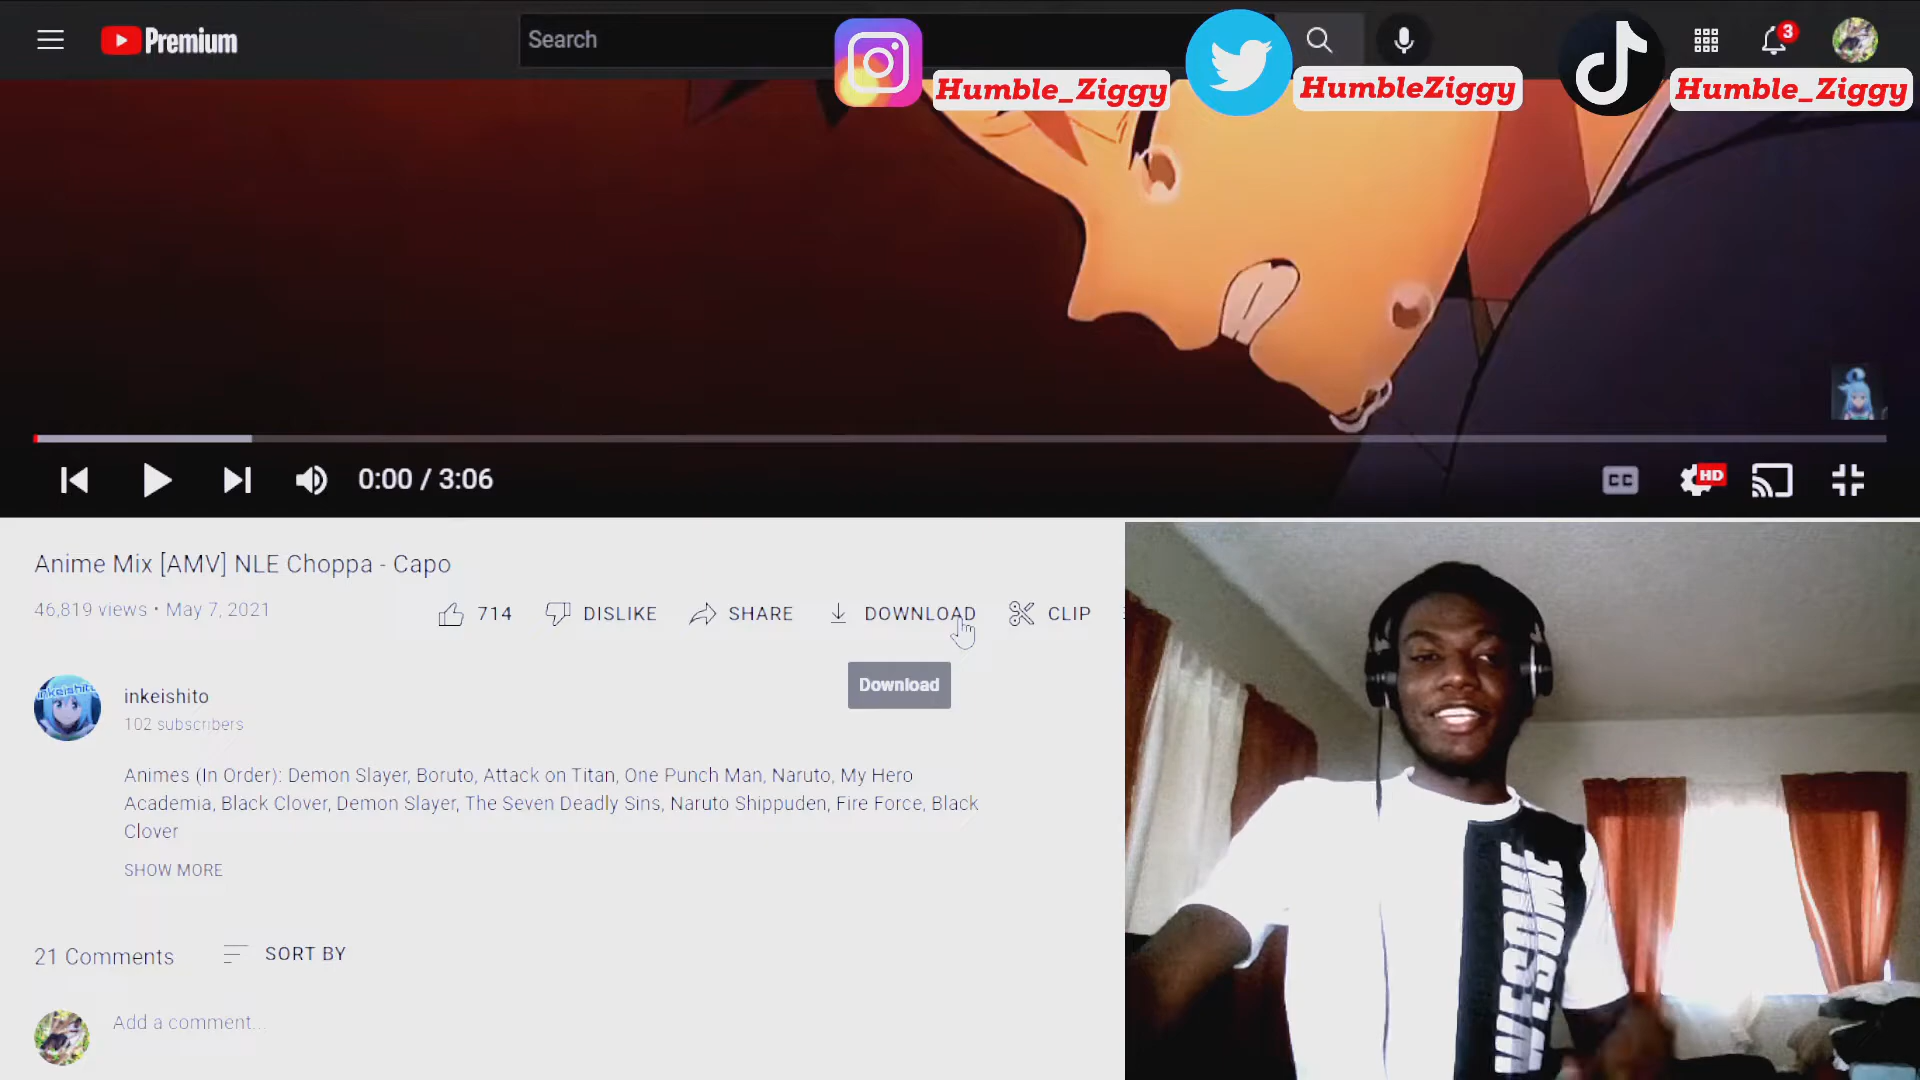 Premium
Search
3
Humble_Ziggy
HumbleZiggy
Humble_Ziggy
0:00 / 3:06
CC
HD
Anime Mix [AMV] NLE Choppa - Capo
46,819 views • May 7, 2021
714
DISLIKE
SHARE
DOWNLOAD
CLIP
Download
inkeishito
inkeishito
102 subscribers
Animes (In Order): Demon Slayer, Boruto, Attack on Titan, One Punch Man, Naruto, My Hero
Academia, Black Clover, Demon Slayer, The Seven Deadly Sins, Naruto Shippuden, Fire Force, Black
Clover
SHOW MORE
21 Comments
SORT BY
Add a comment...
AWESOME